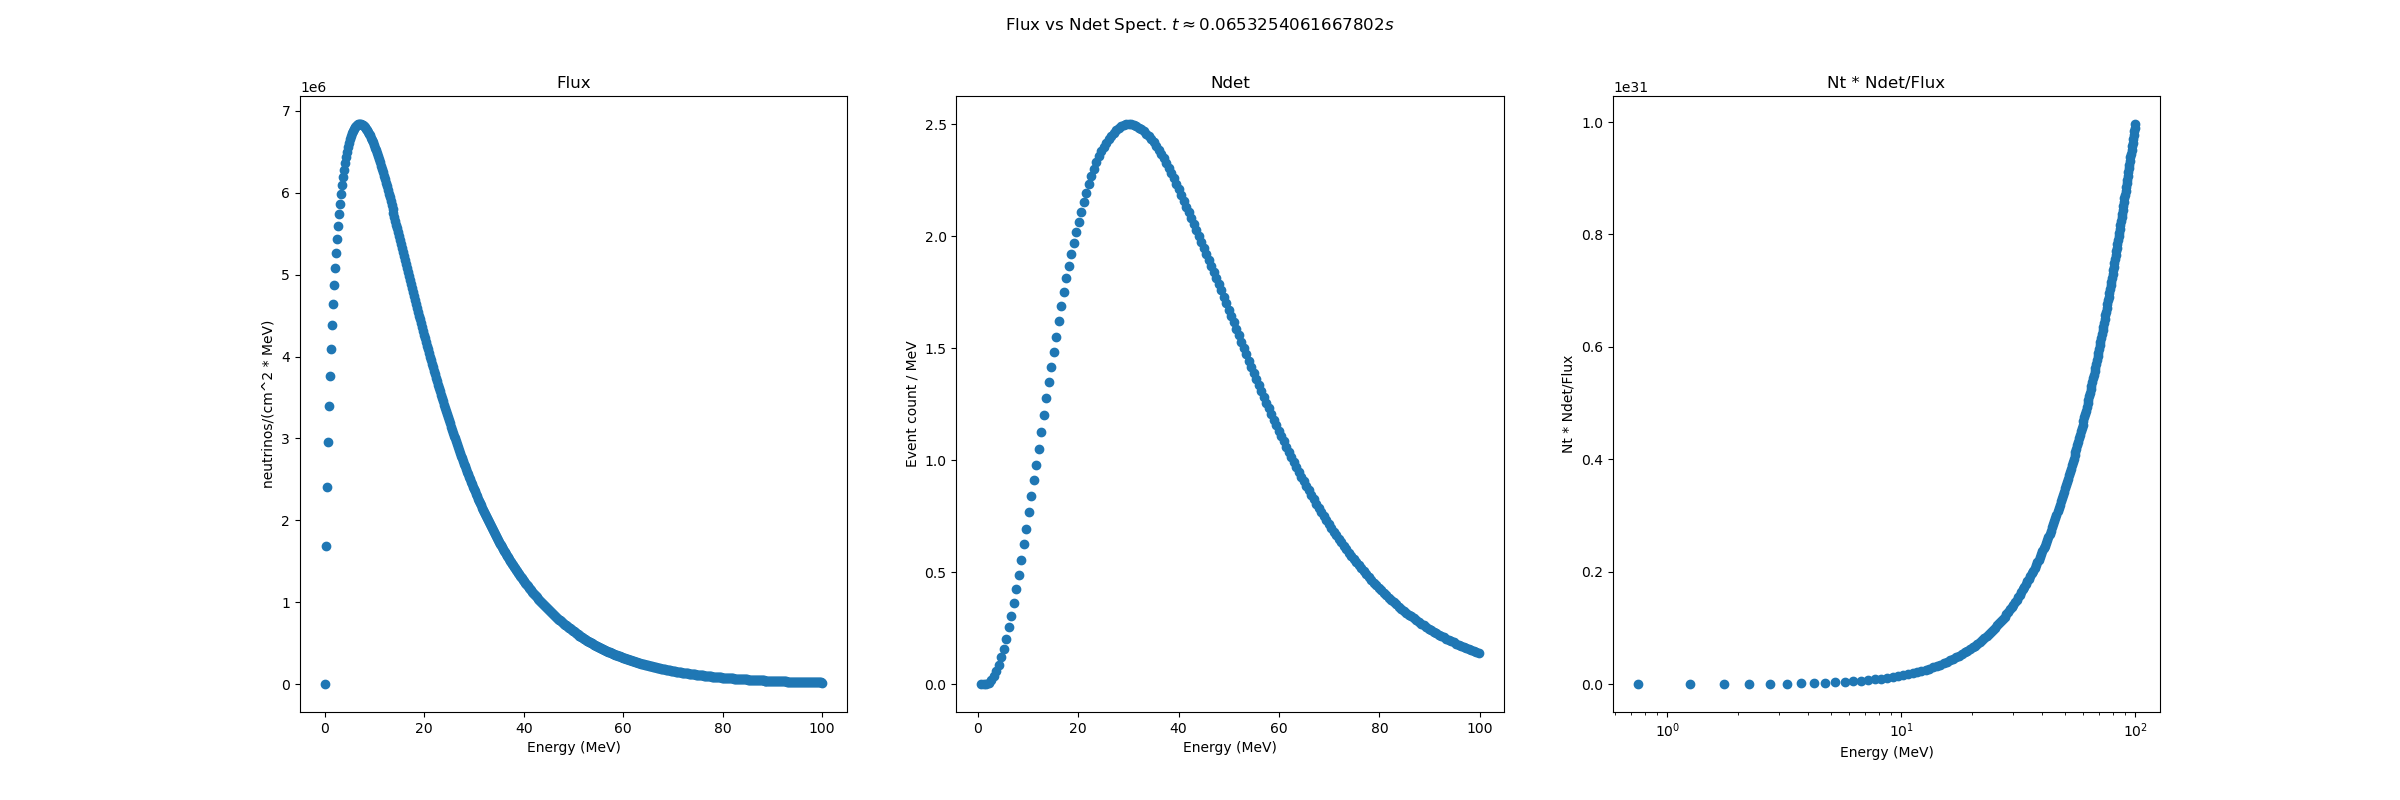 Flux vs Ndet Spect. t ≈ 0.0653254061667802s
Flux
1e6
7
6
5
4
3
2
1
0
neutrinos/(cm^2 * MeV)
0 20 40 60 80 100
Energy (MeV)
Ndet
2.5
2.0
1.5
1.0
0.5
0.0
Event count / MeV
0 20 40 60 80 100
Energy (MeV)
Nt * Ndet/Flux
1e31
1.0
0.8
0.6
0.4
0.2
0.0
Nt * Ndet/Flux
10^0 10^1 10^2
Energy (MeV)